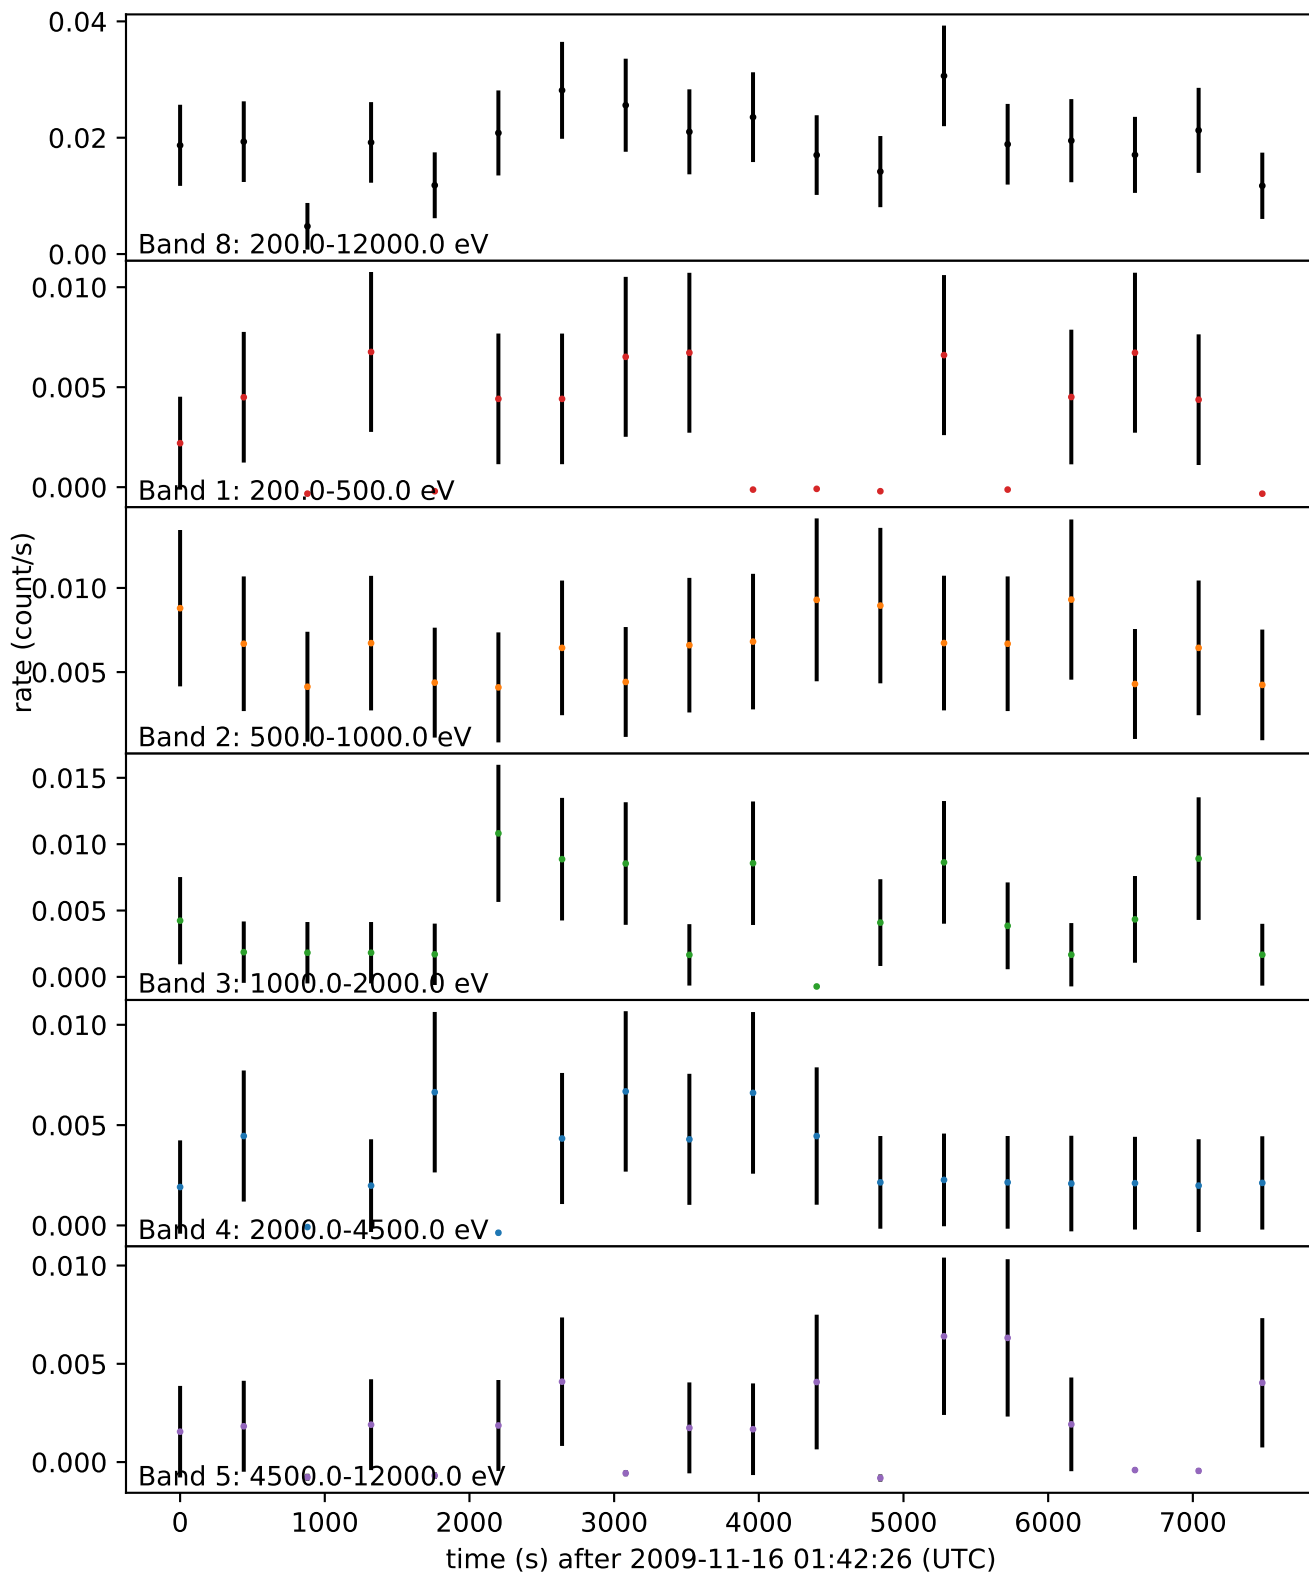 0.04
0.02
0.00
Band 8: 200.0-12000.0 eV
0.010
0.005
0.000
Band 1: 200.0-500.0 eV
rate (count/s)
0.010
0.005
Band 2: 500.0-1000.0 eV
0.015
0.010
0.005
0.000
Band 3: 1000.0-2000.0 eV
0.010
0.005
0.000
Band 4: 2000.0-4500.0 eV
0.010
0.005
0.000
Band 5: 4500.0-12000.0 eV
0 1000 2000 3000 4000 5000 6000 7000
time (s) after 2009-11-16 01:42:26 (UTC)